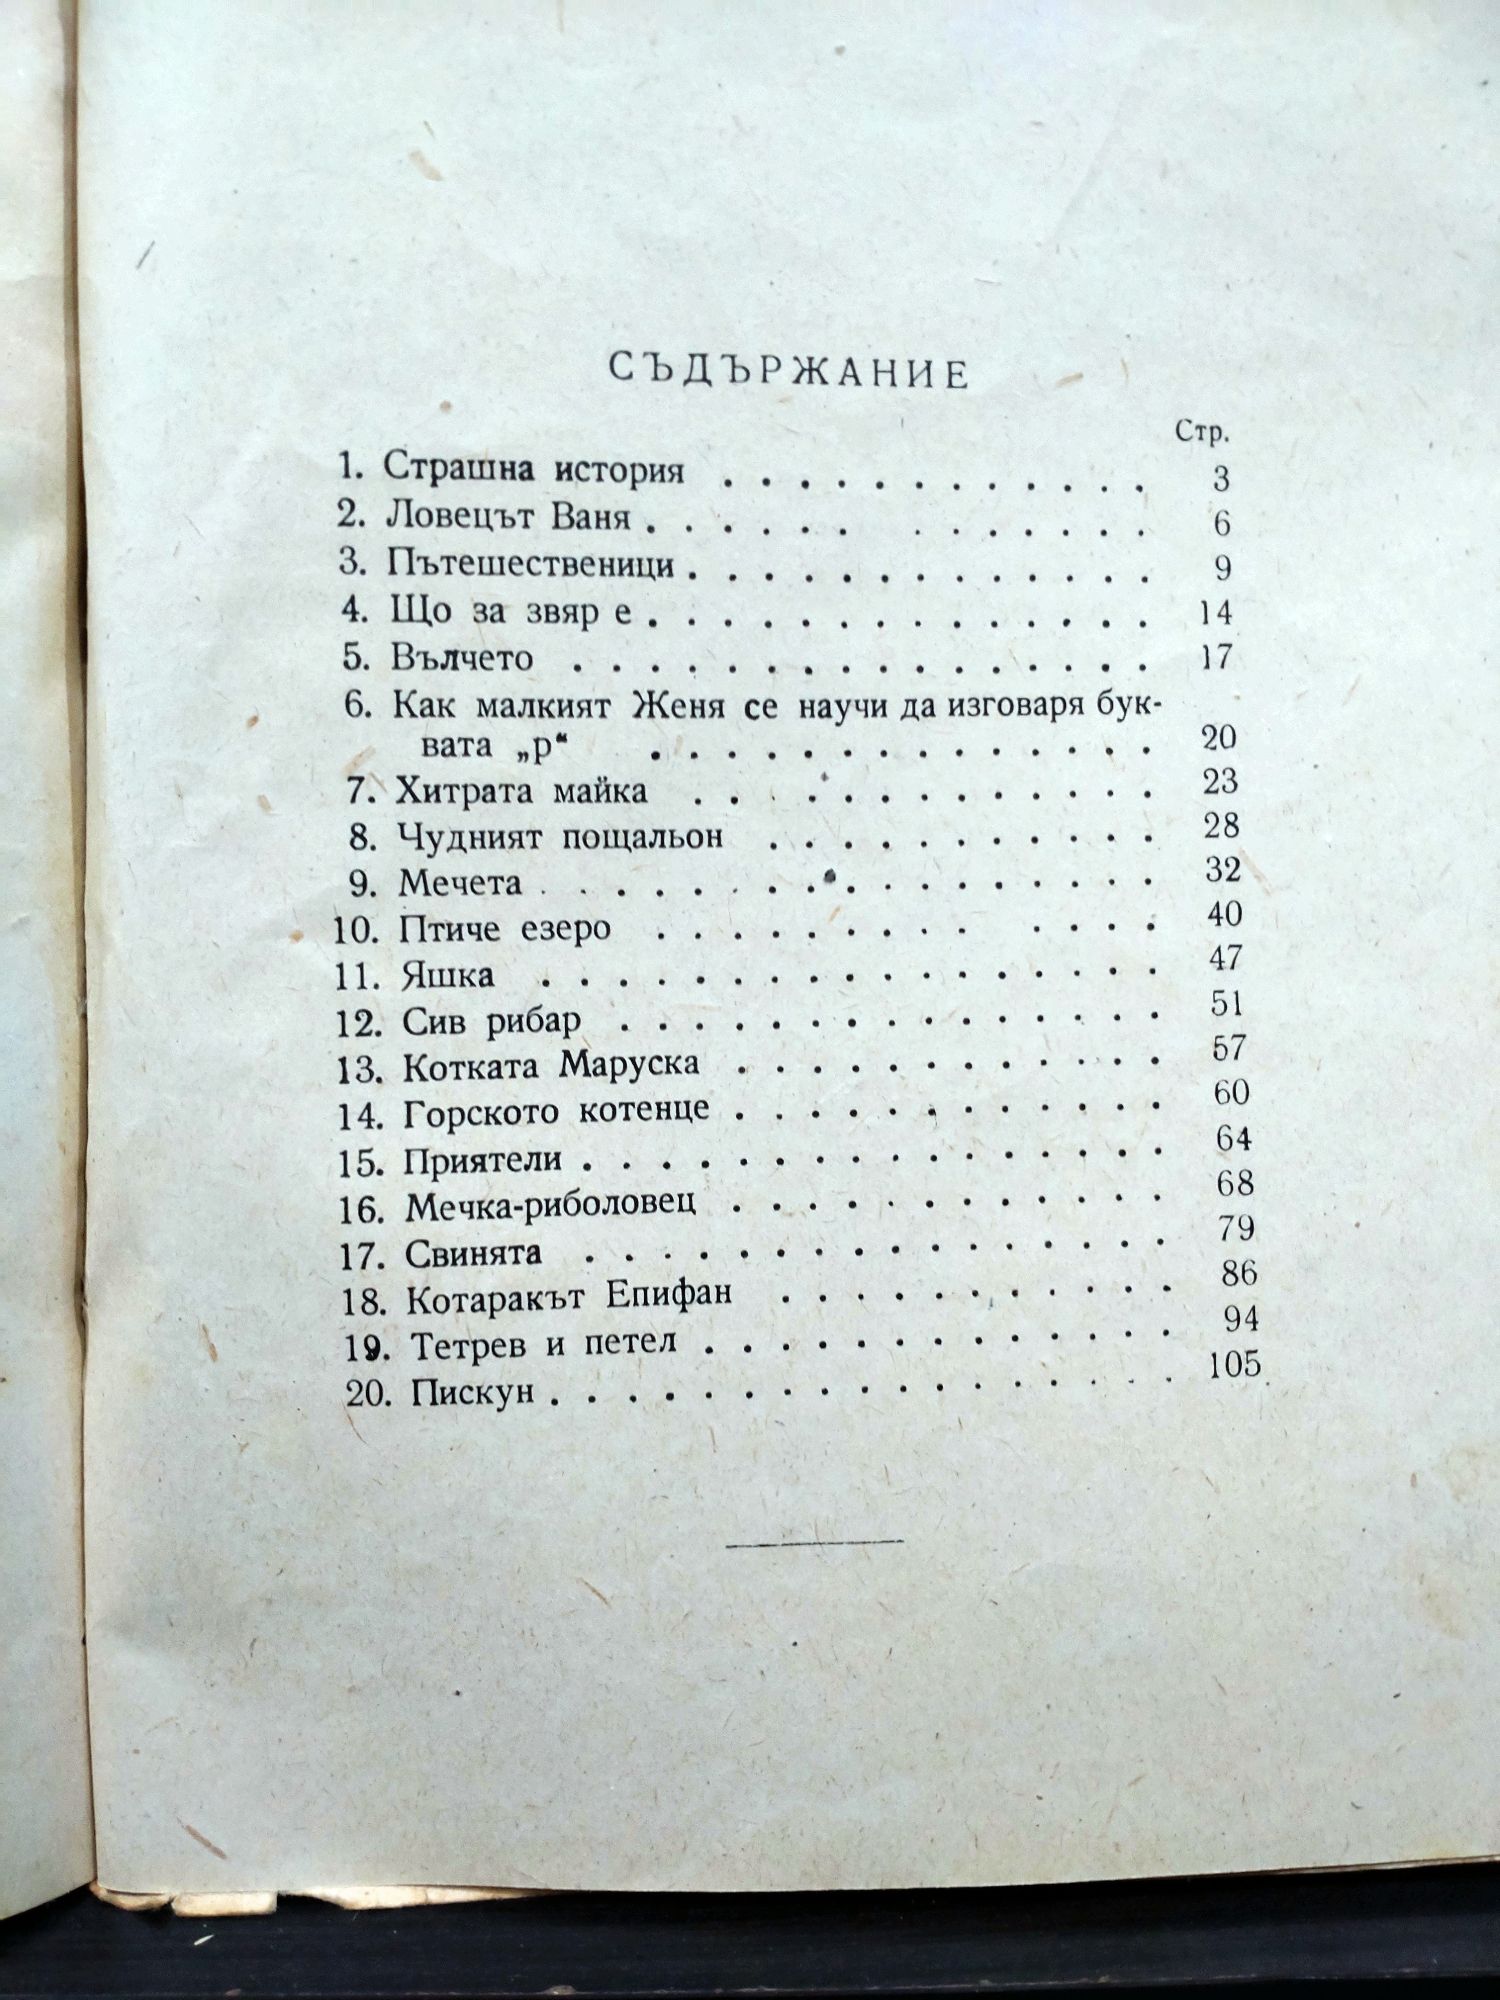 СЪДЪРЖАНИЕ
Стр.
1. Страшна история . . . . . . . . . . . . 3
2. Ловецът Ваня . . . . . . . . . . . . . 6
3. Пътешественици . . . . . . . . . . . . . 9
4. Що за звяр е . . . . . . . . . . . . . . 14
5. Вълчето . . . . . . . . . . . . . . . 17
6. Как малкият Женя се научи да изговаря бук-
вата „р“ . . . . . . . . . . . . . . 20
7. Хитрата майка . . . . . . . . . . . . 23
8. Чудният пощальон . . . . . . . . . . . 28
9. Мечета . . . . . . . . . . . . . . . . 32
10. Птиче езеро . . . . . . . . . . . . . 40
11. Яшка . . . . . . . . . . . . . . . . 47
12. Сив рибар . . . . . . . . . . . . . . 51
13. Котката Маруска . . . . . . . . . . . . 57
14. Горското котенце . . . . . . . . . . . . 60
15. Приятели . . . . . . . . . . . . . . . 64
16. Мечка-риболовец . . . . . . . . . . . . 68
17. Свинята . . . . . . . . . . . . . . . 79
18. Котаракът Епифан . . . . . . . . . . . 86
19. Тетрев и петел . . . . . . . . . . . . . 94
20. Пискун . . . . . . . . . . . . . . . . 105